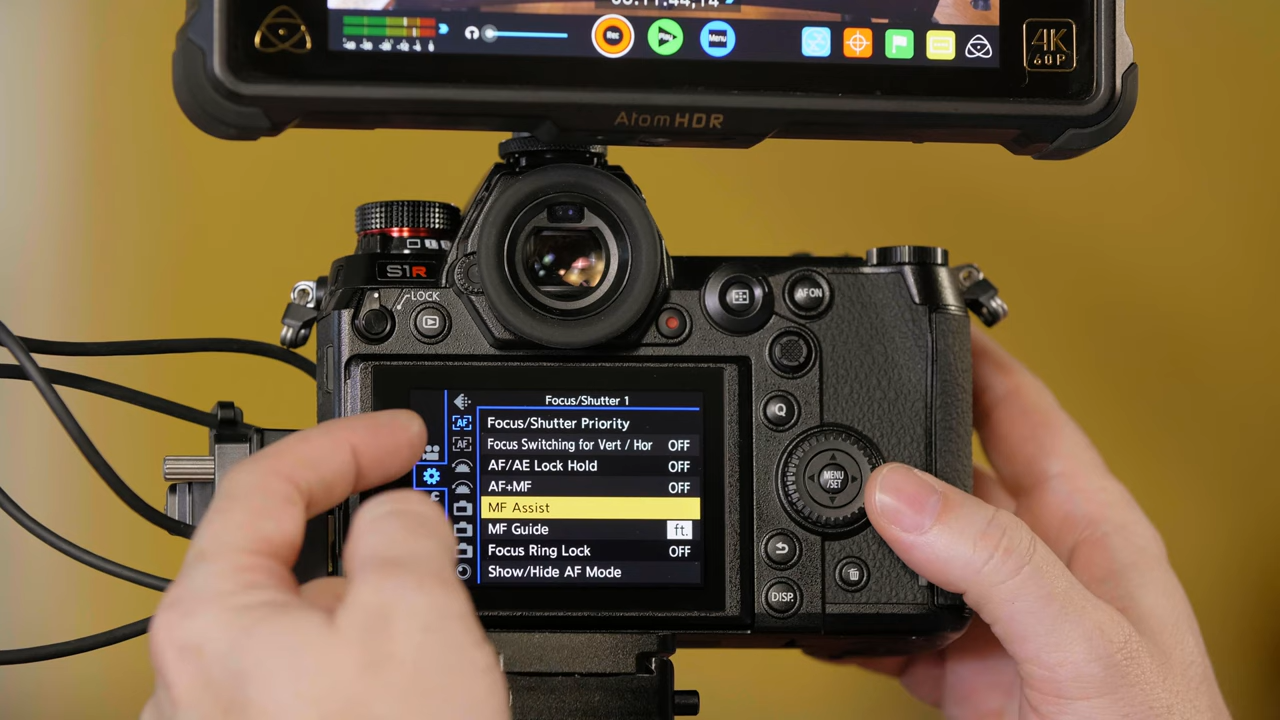 Rec
Play
Menu
4K
60P
AtomHDR
S1R
LOCK
AF ON
Focus/Shutter 1
Focus/Shutter Priority
AF
Focus Switching for Vert / Hor OFF
AF
AF/AE Lock Hold OFF
AF+MF OFF
MF Assist
MF Guide ft.
Focus Ring Lock OFF
Show/Hide AF Mode
Q
MENU
/SET
DISP.